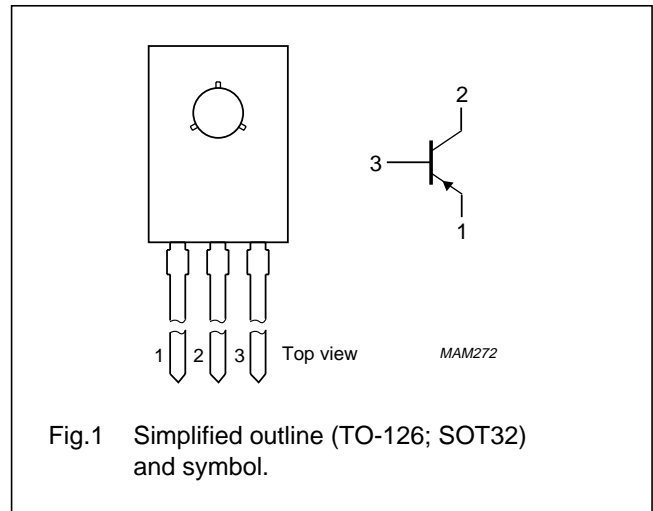 2
3
1
1 2 3 Top view MAM272
Fig.1 Simplified outline (TO-126; SOT32)
and symbol.